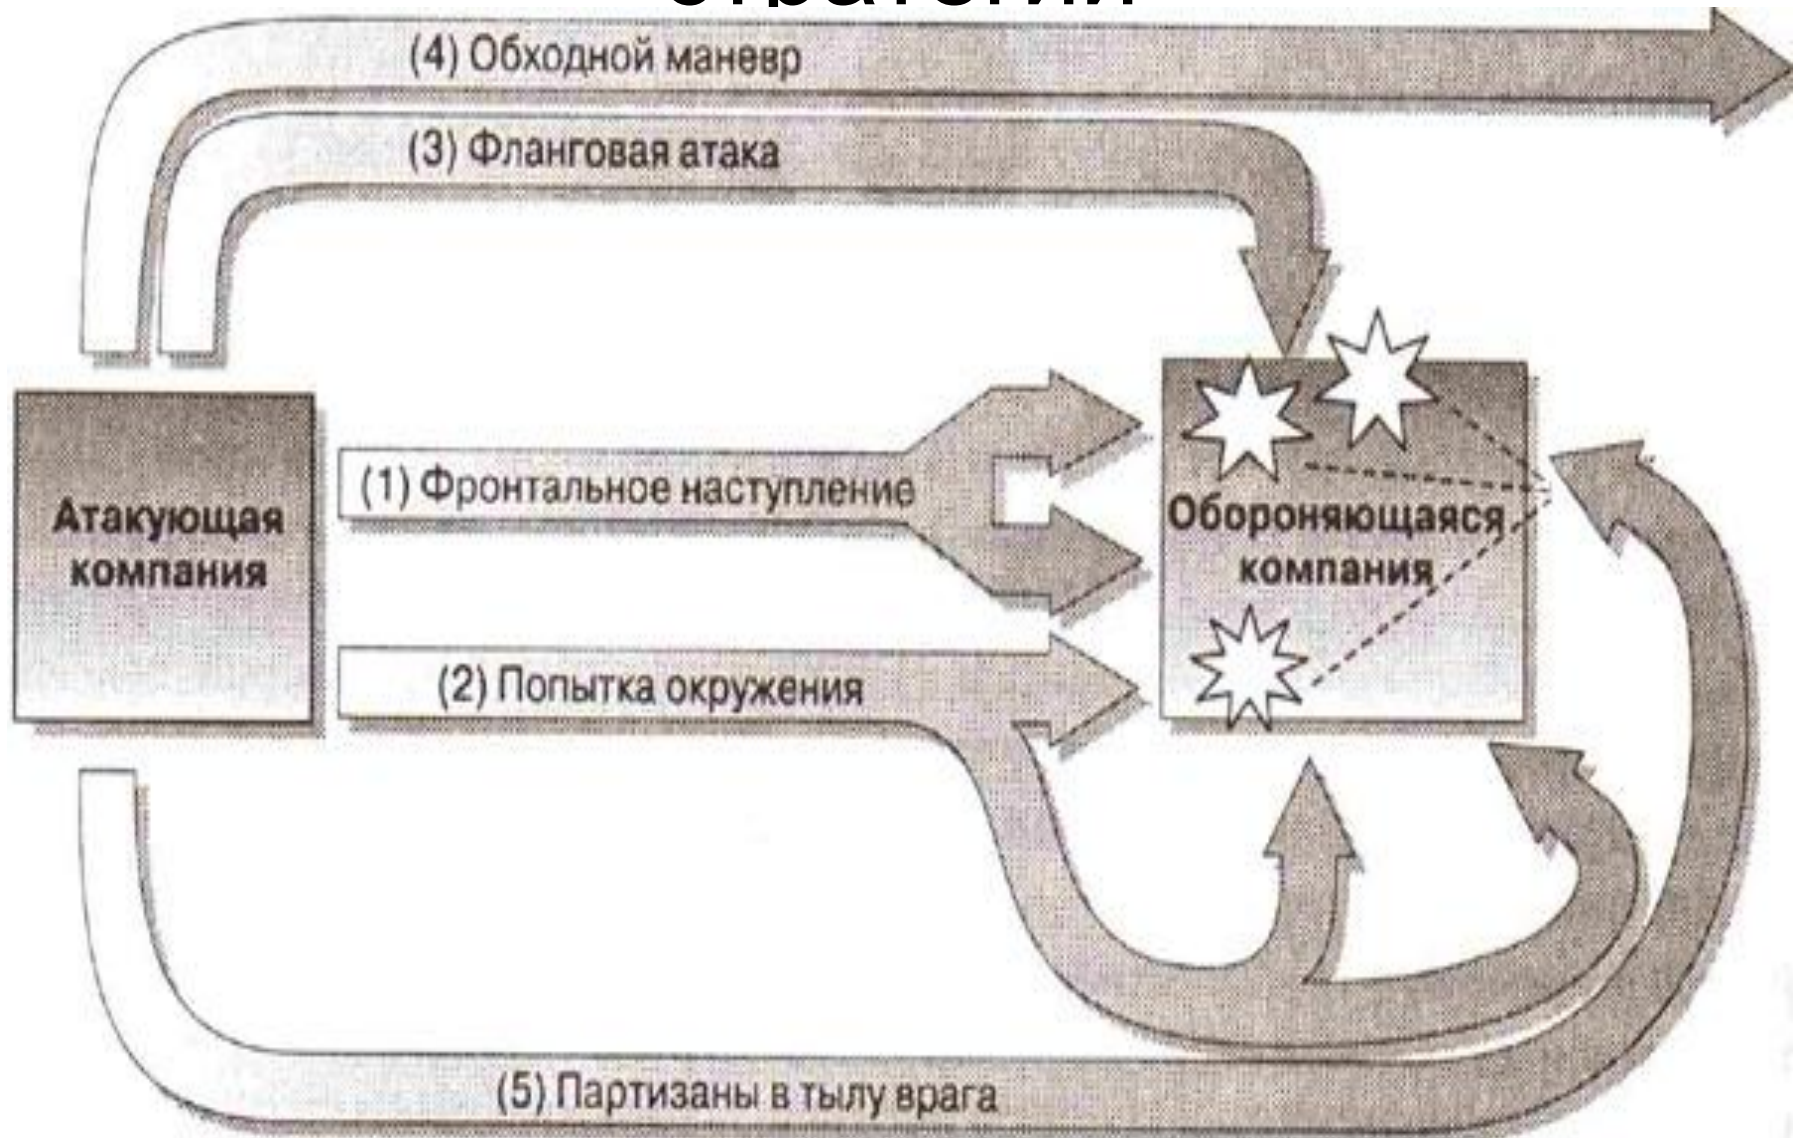 стратегии
(4) Обходной маневр
(3) Фланговая атака
Атакующая
компания
(1) Фронтальное наступление
Обороняющаяся
компания
(2) Попытка окружения
(5) Партизаны в тылу врага